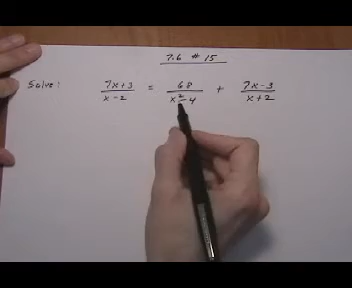 7.6 # 15
Solve: (7x+3)/(x-2) = 68/(x²-4) + (7x-3)/(x+2)